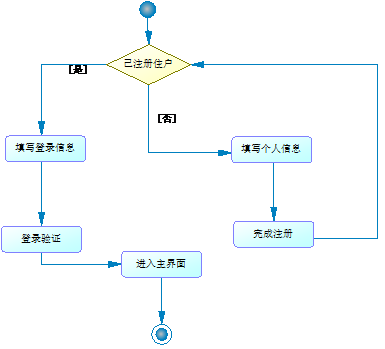 已注册住户
[是]
[否]
填写登录信息
填写个人信息
登录验证
完成注册
进入主界面